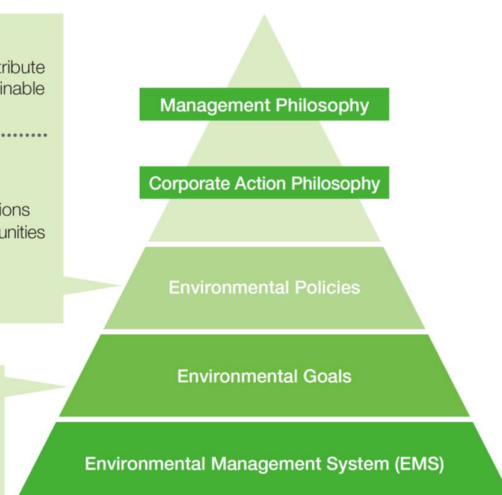 Management Philosophy
Corporate Action Philosophy
Environmental Policies
Environmental Goals
Environmental Management System (EMS)